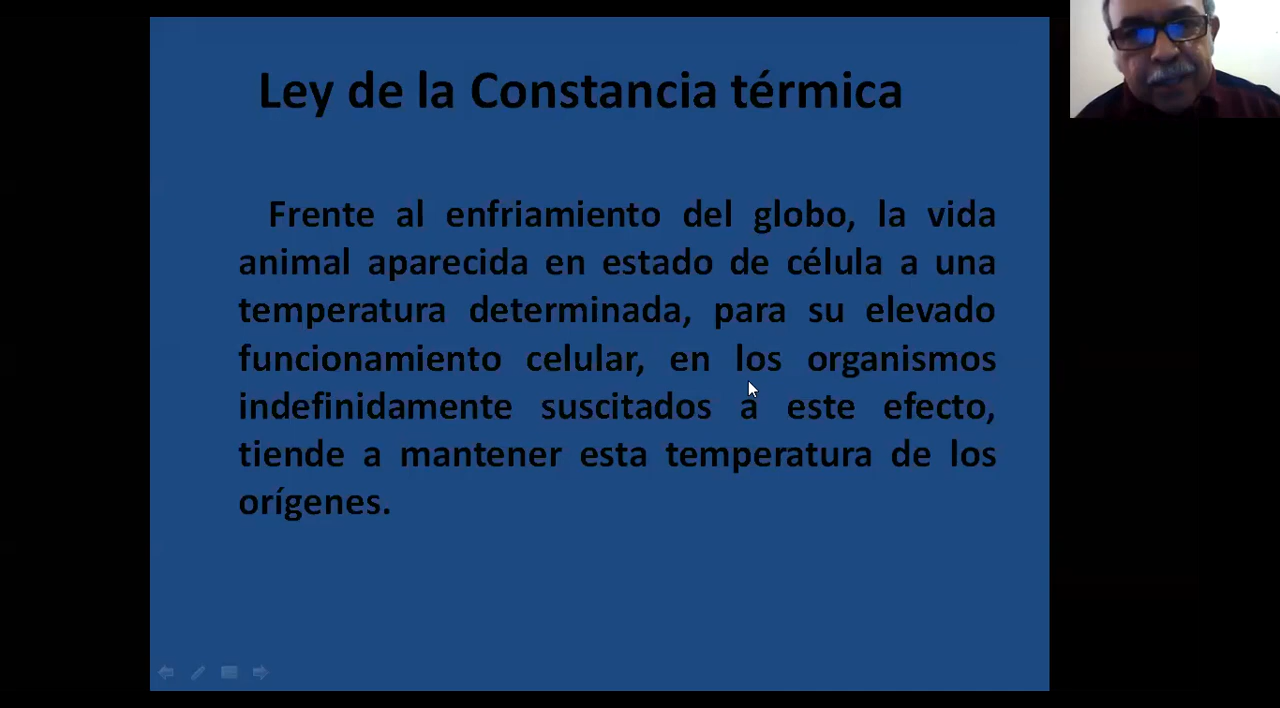 Ley de la Constancia térmica
Frente al enfriamiento del globo, la vida
animal aparecida en estado de célula a una
temperatura determinada, para su elevado
funcionamiento celular, en los organismos
indefinidamente suscitados a este efecto,
tiende a mantener esta temperatura de los
orígenes.